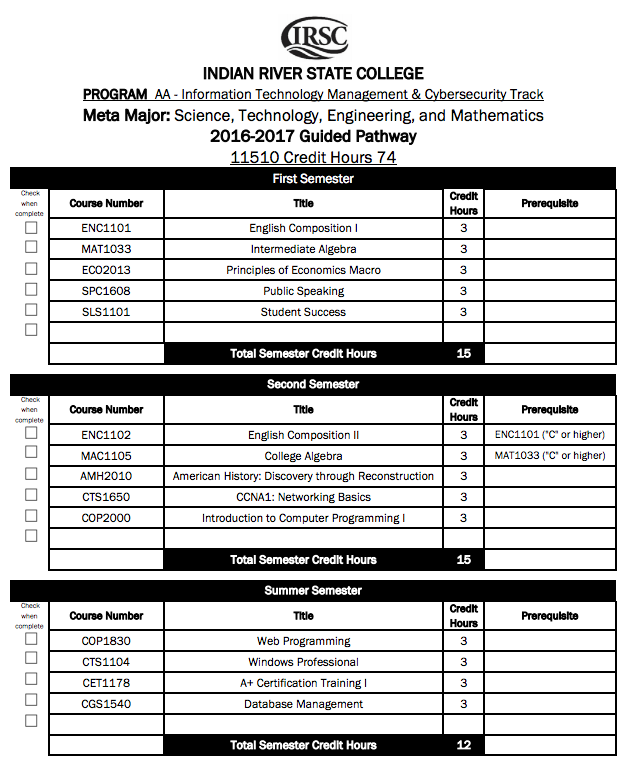 IRSC
INDIAN RIVER STATE COLLEGE
PROGRAM AA - Information Technology Management & Cybersecurity Track
Meta Major: Science, Technology, Engineering, and Mathematics
2016-2017 Guided Pathway
11510 Credit Hours 74
First Semester
Check when complete Course Number Title Credit Hours Prerequisite
ENC1101 English Composition I 3
MAT1033 Intermediate Algebra 3
ECO2013 Principles of Economics Macro 3
SPC1608 Public Speaking 3
SLS1101 Student Success 3
Total Semester Credit Hours 15
Second Semester
Check when complete Course Number Title Credit Hours Prerequisite
ENC1102 English Composition II 3 ENC1101 ("C" or higher)
MAC1105 College Algebra 3 MAT1033 ("C" or higher)
AMH2010 American History: Discovery through Reconstruction 3
CTS1650 CCNA1: Networking Basics 3
COP2000 Introduction to Computer Programming I 3
Total Semester Credit Hours 15
Summer Semester
Check when complete Course Number Title Credit Hours Prerequisite
COP1830 Web Programming 3
CTS1104 Windows Professional 3
CET1178 A+ Certification Training I 3
CGS1540 Database Management 3
Total Semester Credit Hours 12